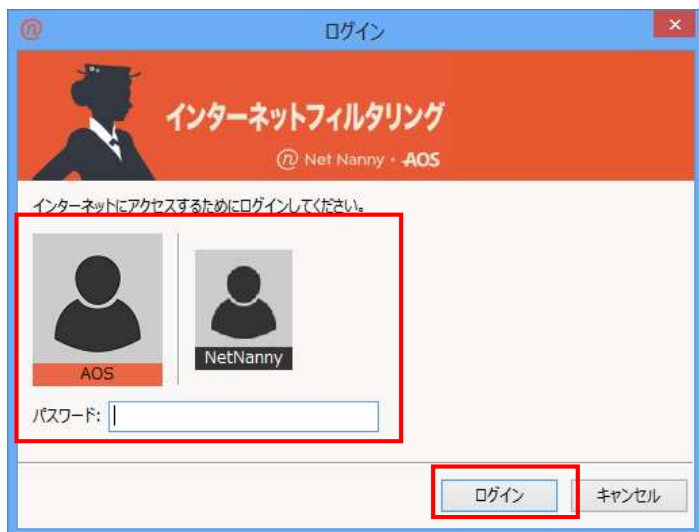 ログイン
インターネットフィルタリング
Net Nanny・AOS
インターネットにアクセスするためにログインしてください。
AOS
NetNanny
パスワード:
ログイン
キャンセル